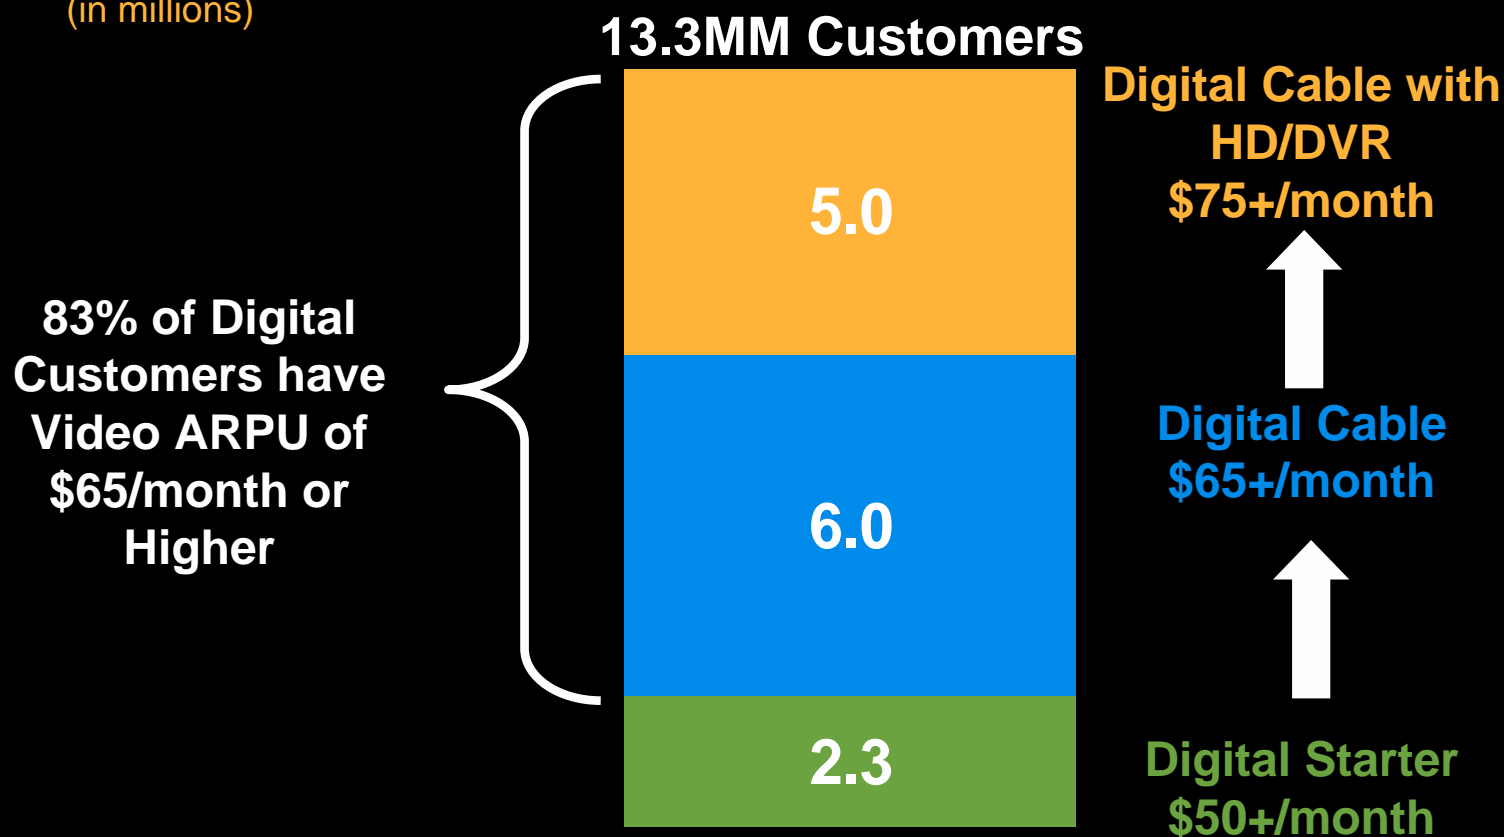 (in millions)
13.3MM Customers
83% of Digital
Customers have
Video ARPU of
$65/month or
Higher
5.0
6.0
2.3
Digital Cable with
HD/DVR
$75+/month
Digital Cable
$65+/month
Digital Starter
$50+/month